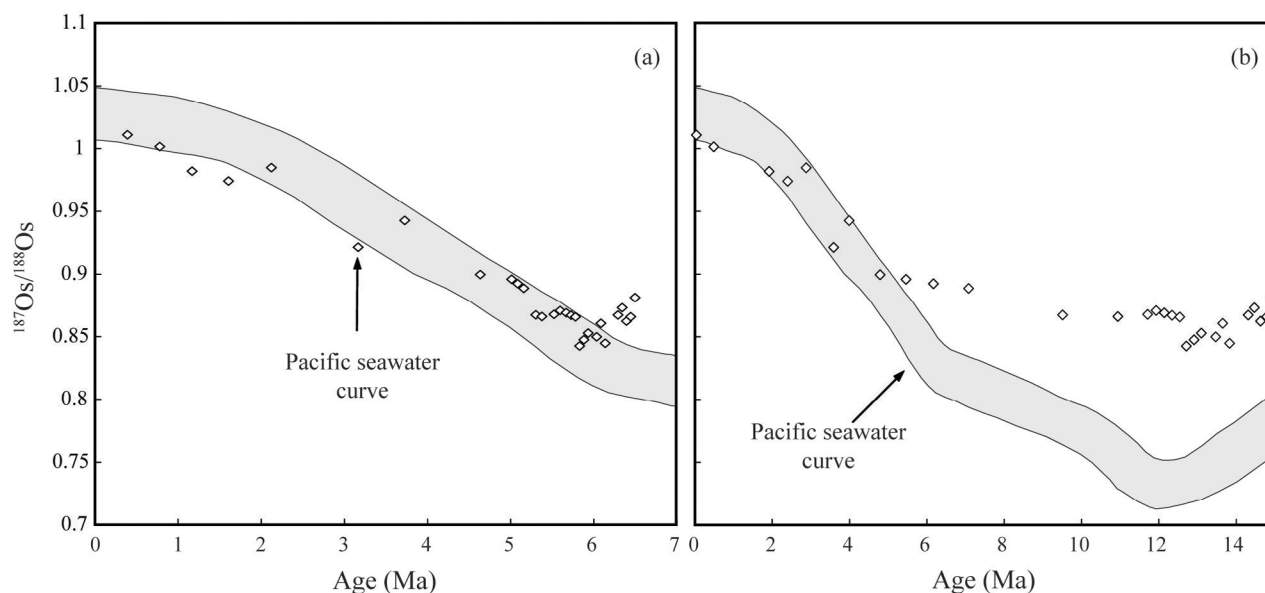 1.1
1.05
1
0.95
0.9
0.85
0.8
0.75
0.7
187Os/188Os
(a)
Pacific seawater
curve
0 1 2 3 4 5 6 7
Age (Ma)
(b)
Pacific seawater
curve
0 2 4 6 8 10 12 14
Age (Ma)